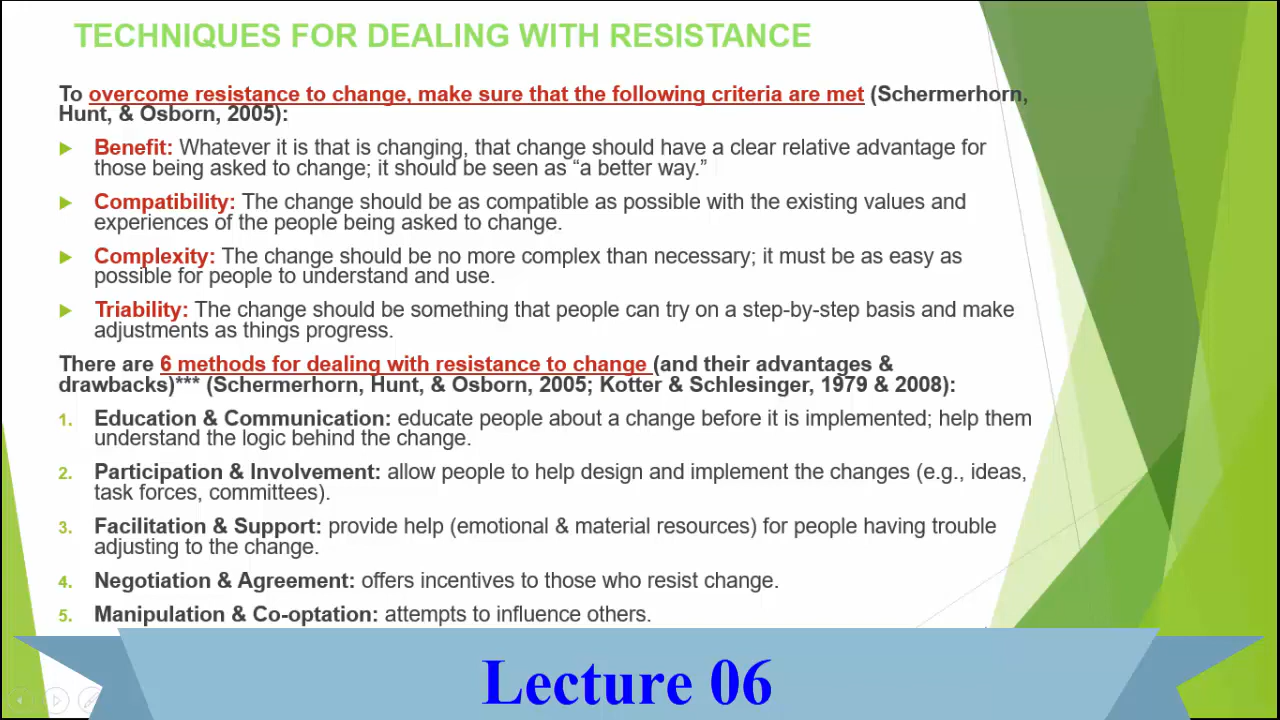 TECHNIQUES FOR DEALING WITH RESISTANCE
To overcome resistance to change, make sure that the following criteria are met (Schermerhorn,
Hunt, & Osborn, 2005):
Benefit: Whatever it is that is changing, that change should have a clear relative advantage for
those being asked to change; it should be seen as “a better way.”
Compatibility: The change should be as compatible as possible with the existing values and
experiences of the people being asked to change.
Complexity: The change should be no more complex than necessary; it must be as easy as
possible for people to understand and use.
Triability: The change should be something that people can try on a step-by-step basis and make
adjustments as things progress.
There are 6 methods for dealing with resistance to change (and their advantages &
drawbacks)*** (Schermerhorn, Hunt, & Osborn, 2005; Kotter & Schlesinger, 1979 & 2008):
1. Education & Communication: educate people about a change before it is implemented; help them
understand the logic behind the change.
2. Participation & Involvement: allow people to help design and implement the changes (e.g., ideas,
task forces, committees).
3. Facilitation & Support: provide help (emotional & material resources) for people having trouble
adjusting to the change.
4. Negotiation & Agreement: offers incentives to those who resist change.
5. Manipulation & Co-optation: attempts to influence others.
Lecture 06